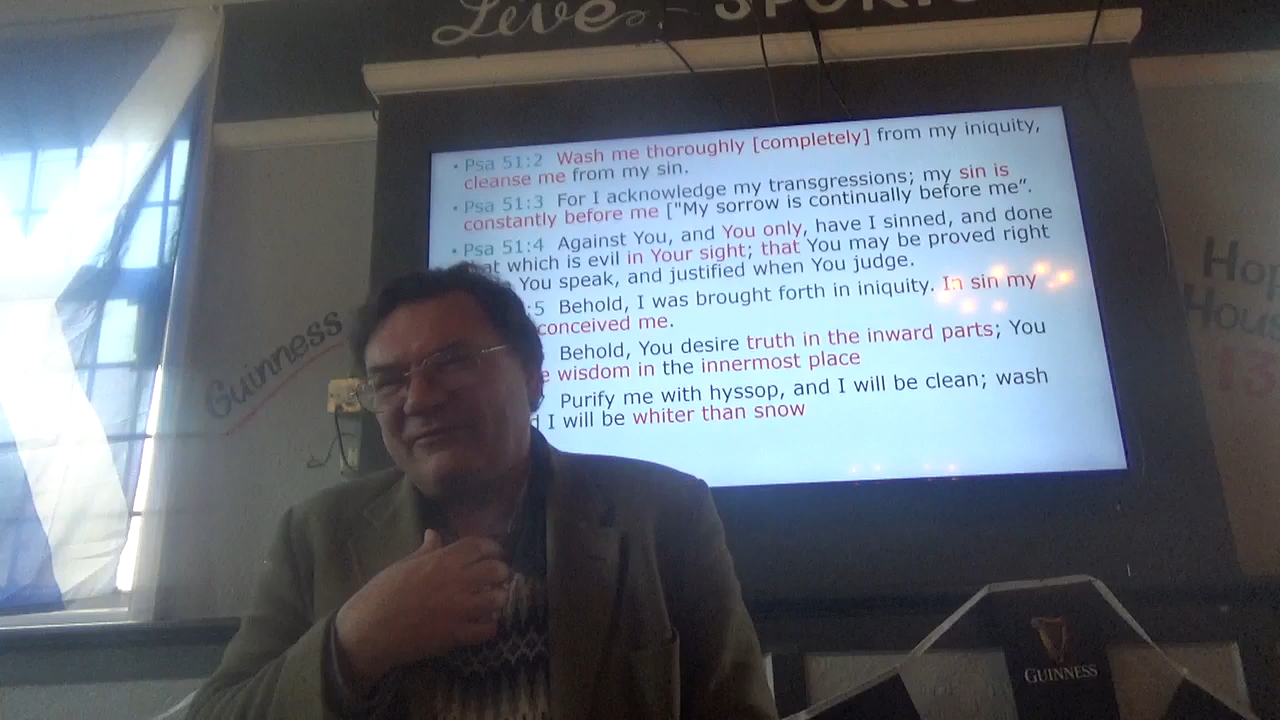 Live SPORTS
• Psa 51:2 Wash me thoroughly [completely] from my iniquity,
cleanse me from my sin.
• Psa 51:3 For I acknowledge my transgressions; my sin is
constantly before me ["My sorrow is continually before me”.
• Psa 51:4 Against You, and You only, have I sinned, and done
at which is evil in Your sight; that You may be proved right
You speak, and justified when You judge.
:5 Behold, I was brought forth in iniquity. In sin my
conceived me.
Behold, You desire truth in the inward parts; You
e wisdom in the innermost place
Purify me with hyssop, and I will be clean; wash
d I will be whiter than snow
Guinness
Hop
Hous
13
GUINNESS